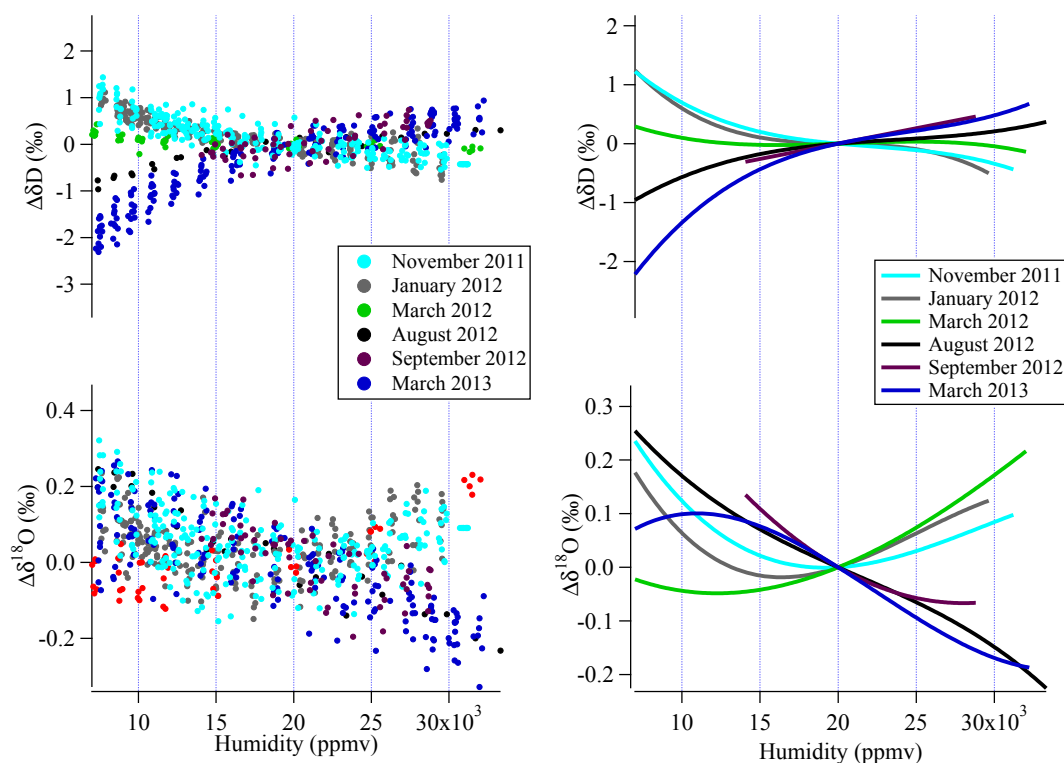 2
1
0
-1
-2
-3
ΔδD (‰)
November 2011
January 2012
March 2012
August 2012
September 2012
March 2013
0.4
0.2
0.0
-0.2
Δδ18O (‰)
10 15 20 25 30x10³
Humidity (ppmv)
2
1
0
-1
-2
ΔδD (‰)
November 2011
January 2012
March 2012
August 2012
September 2012
March 2013
0.3
0.2
0.1
0.0
-0.1
-0.2
Δδ18O (‰)
10 15 20 25 30x10³
Humidity (ppmv)